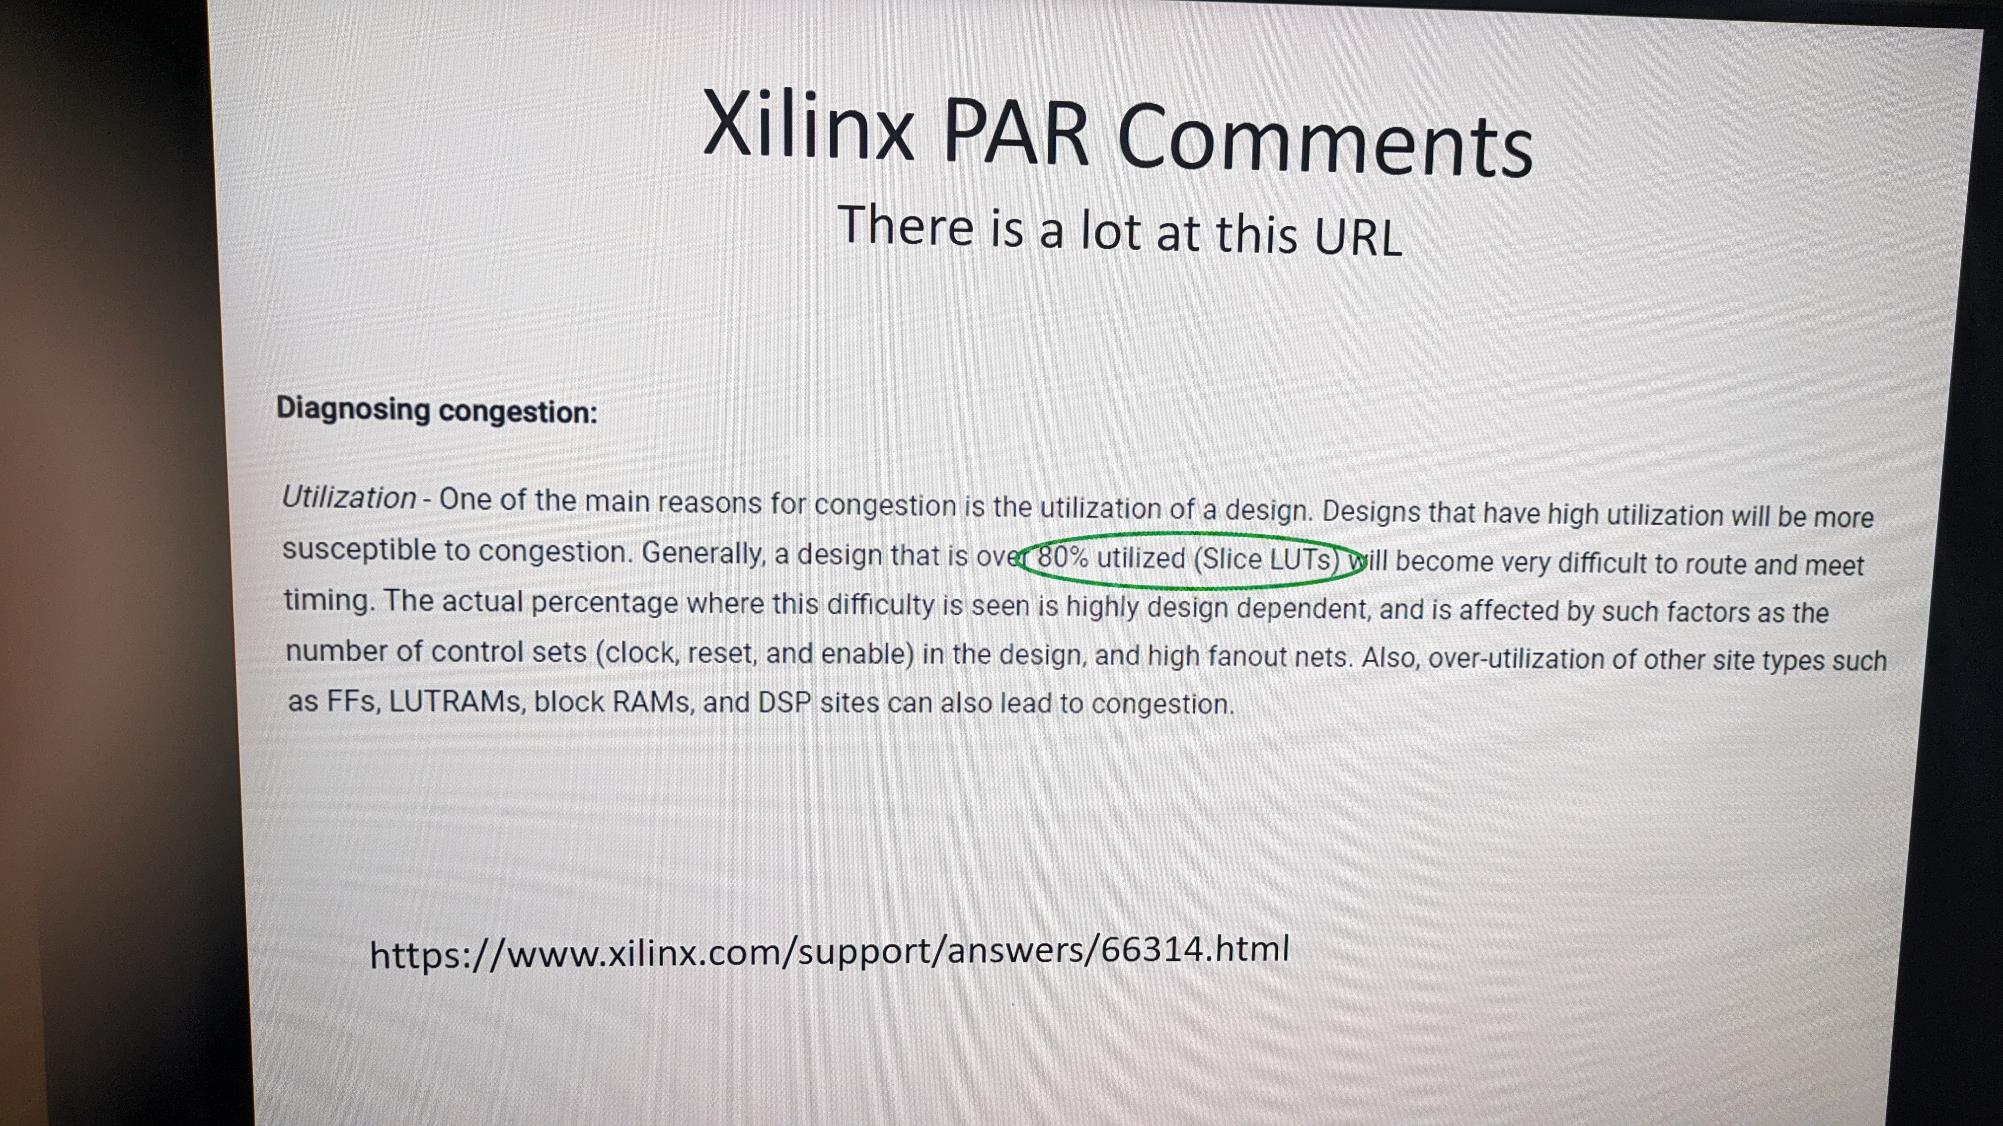 Xilinx PAR Comments
There is a lot at this URL
Diagnosing congestion:
Utilization - One of the main reasons for congestion is the utilization of a design. Designs that have high utilization will be more
susceptible to congestion. Generally, a design that is over 80% utilized (Slice LUTs) will become very difficult to route and meet
timing. The actual percentage where this difficulty is seen is highly design dependent, and is affected by such factors as the
number of control sets (clock, reset, and enable) in the design, and high fanout nets. Also, over-utilization of other site types such
as FFs, LUTRAMs, block RAMs, and DSP sites can also lead to congestion.
https://www.xilinx.com/support/answers/66314.html